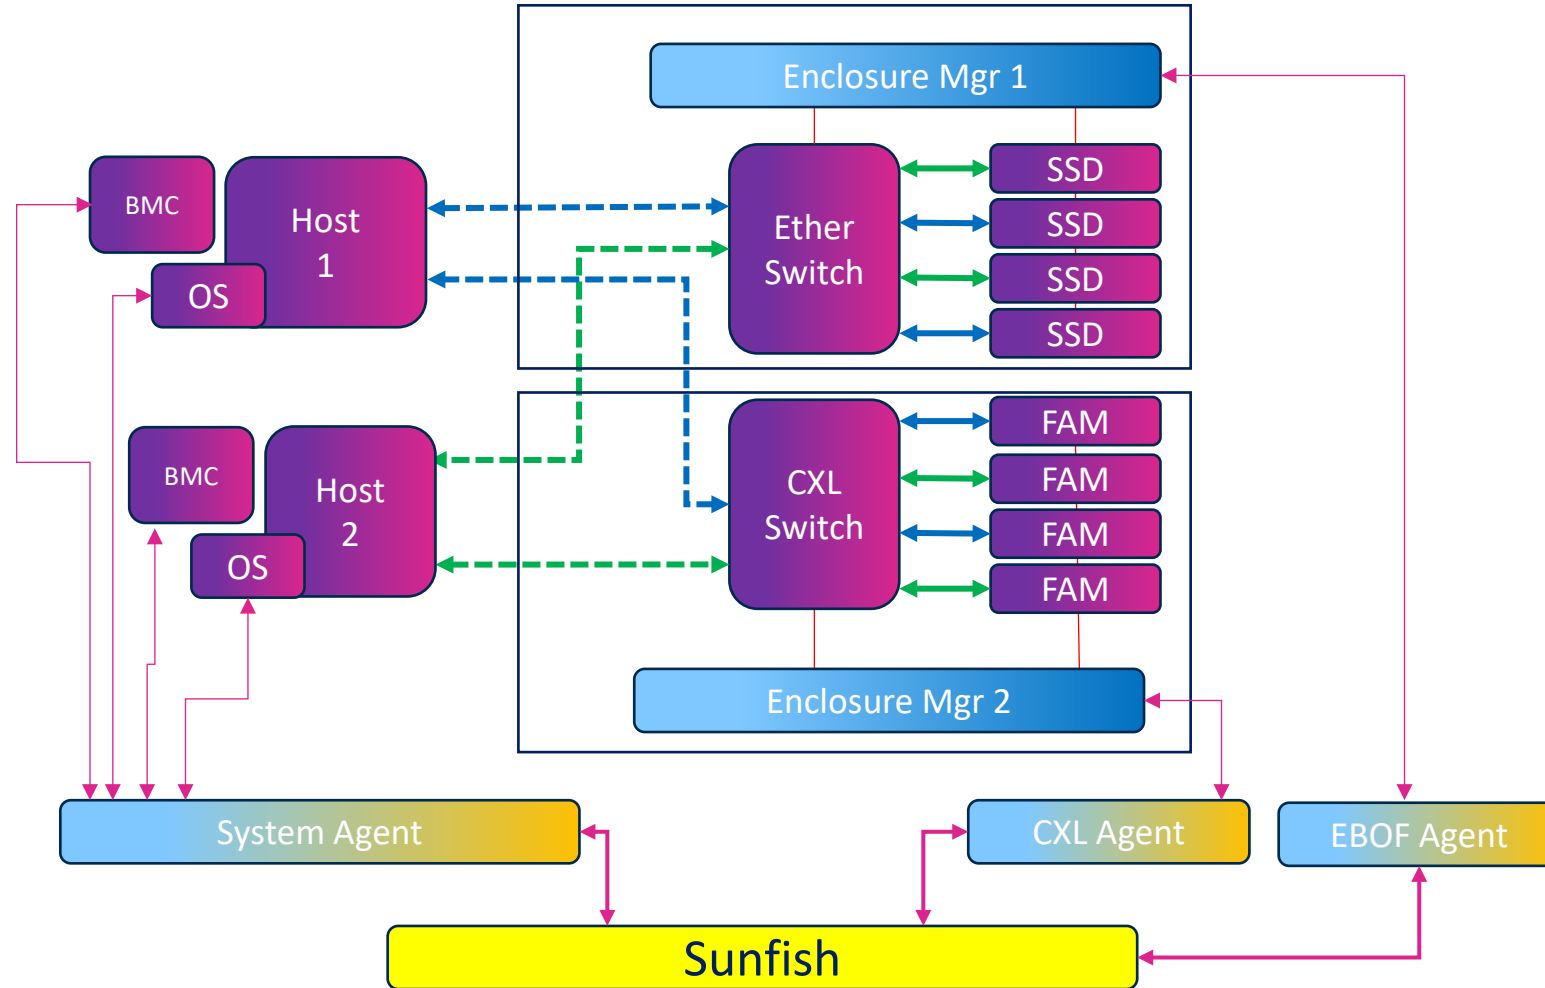 Enclosure Mgr 1
BMC
Host
1
OS
Ether
Switch
SSD
SSD
SSD
SSD
BMC
Host
2
OS
CXL
Switch
FAM
FAM
FAM
FAM
Enclosure Mgr 2
System Agent
CXL Agent
EBOF Agent
Sunfish